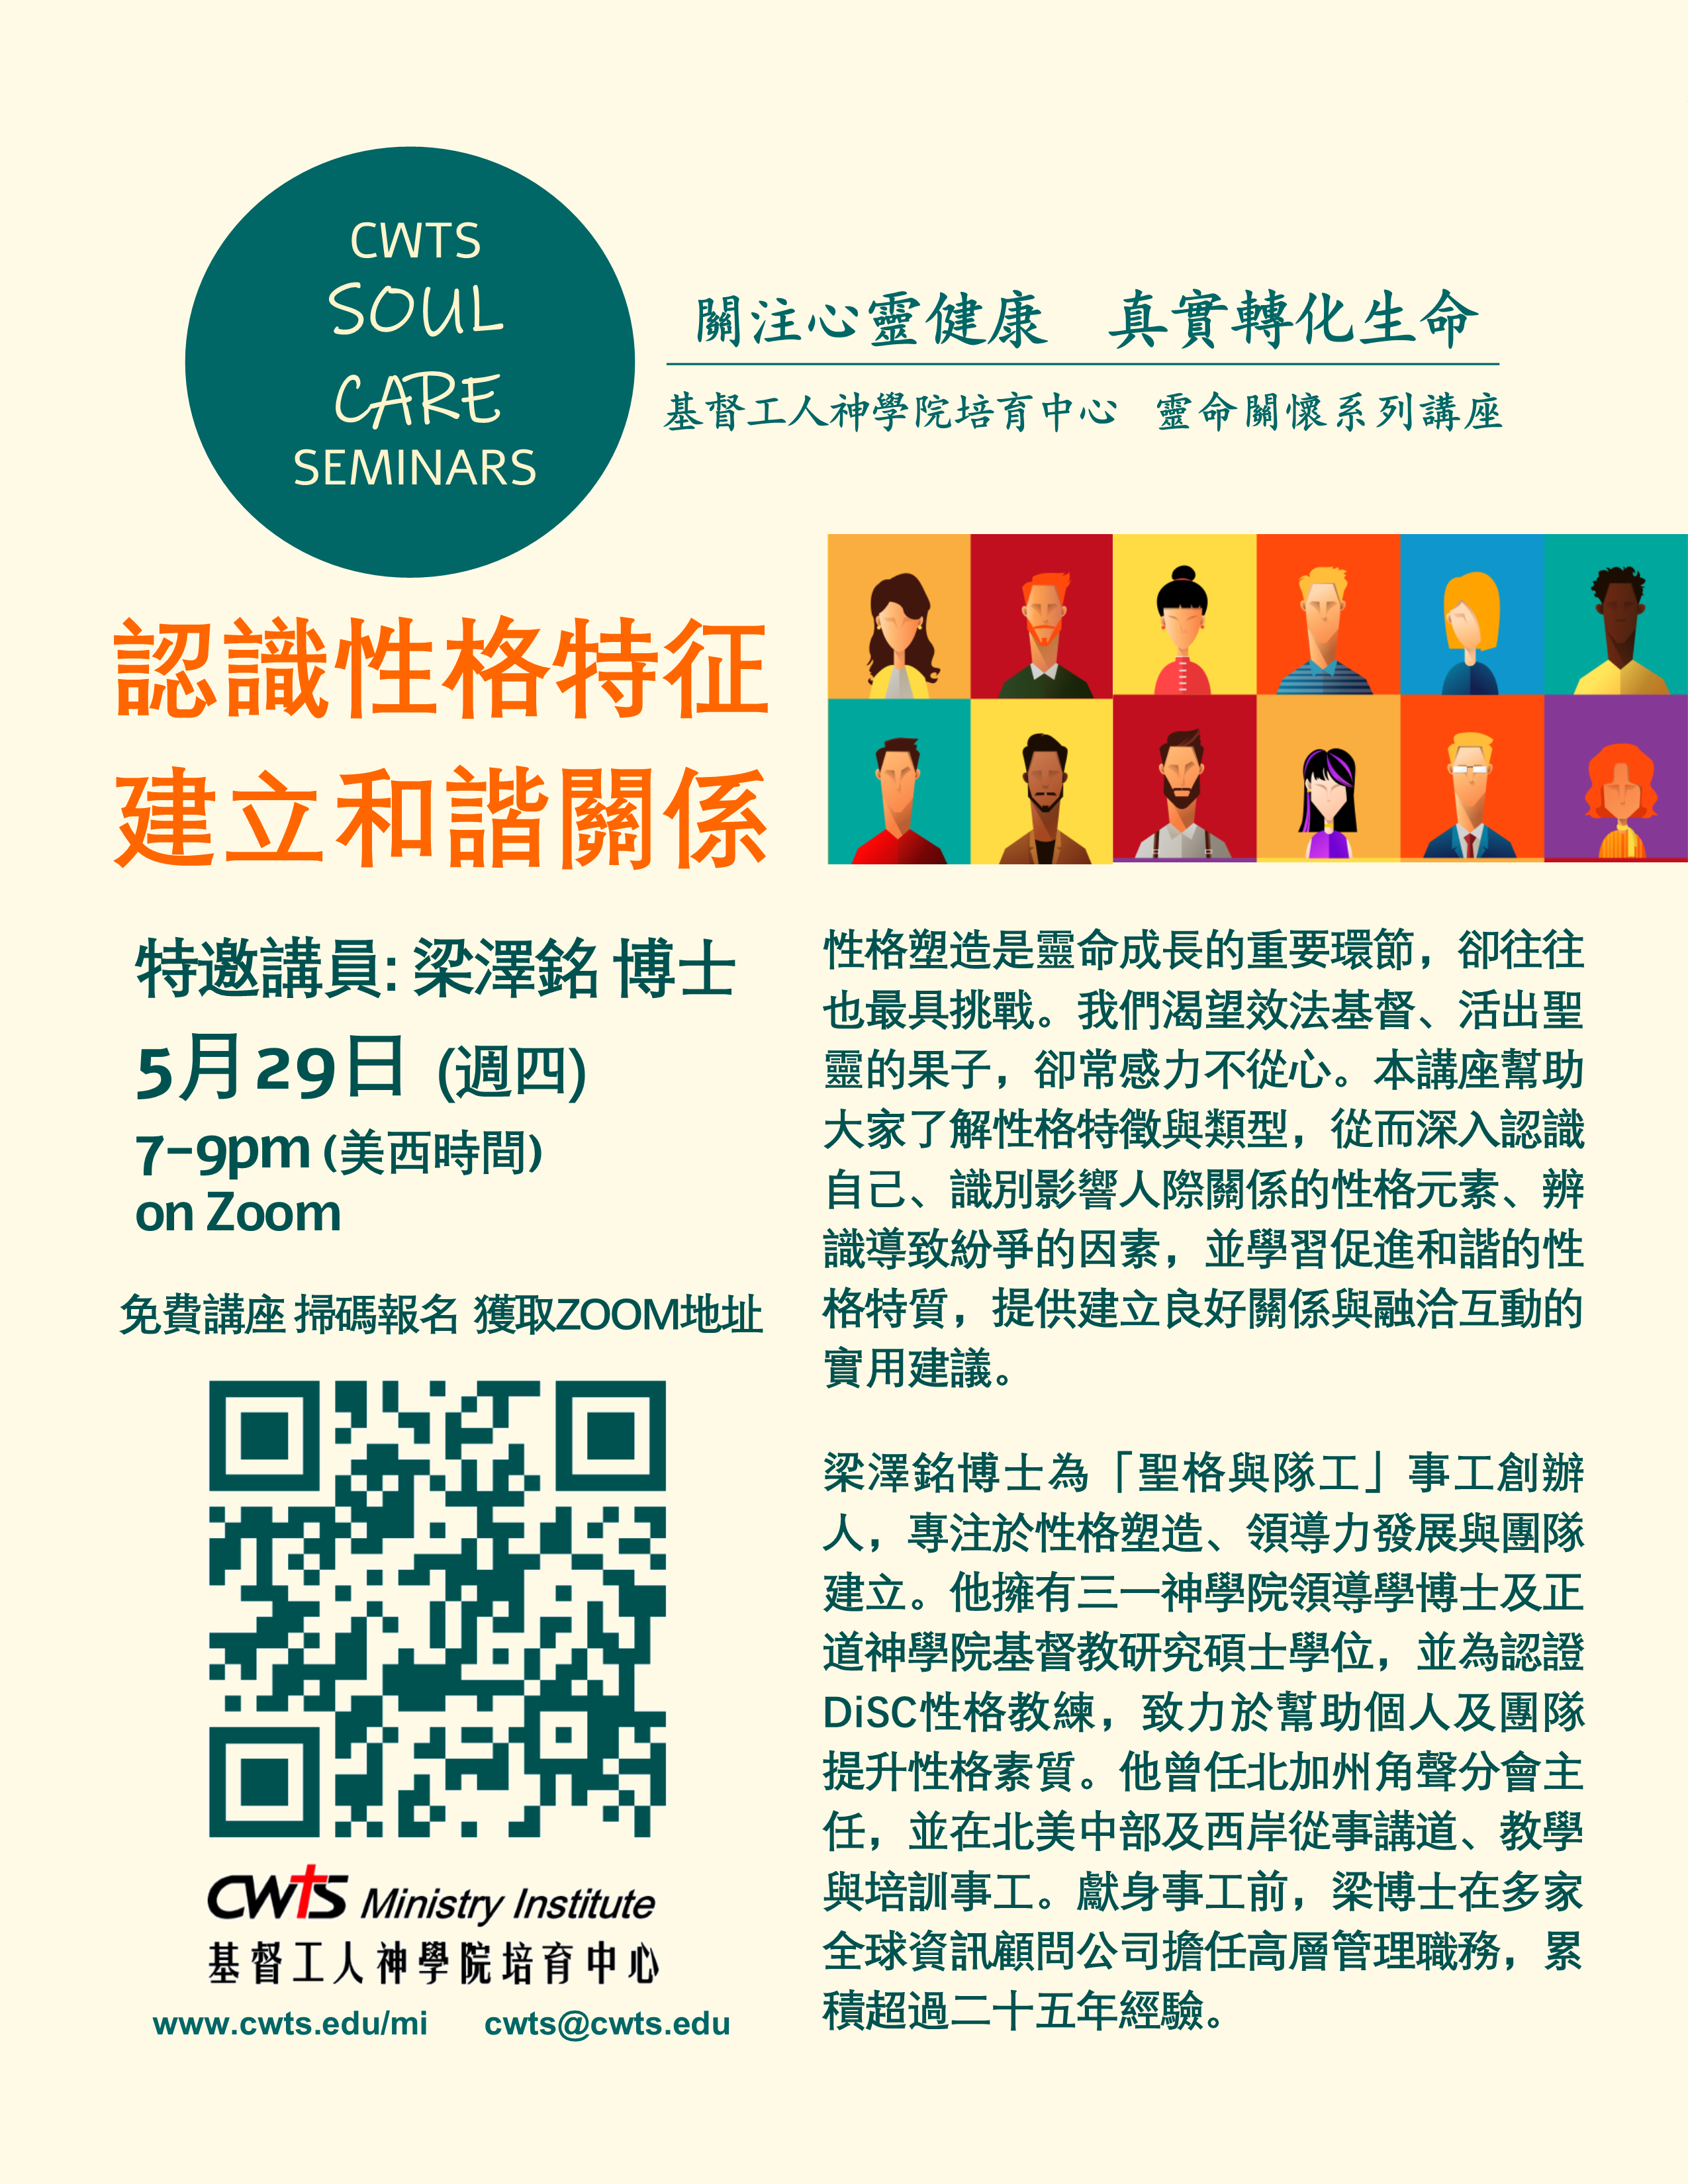 CWTS
SOUL
CARE
SEMINARS
關注心靈健康 真實轉化生命
基督工人神學院培育中心 靈命關懷系列講座
認識性格特征
建立和諧關係
特邀講員: 梁澤銘 博士
5月29日 (週四)
7-9pm (美西時間)
on Zoom
免費講座 掃碼報名 獲取ZOOM地址
CWTS Ministry Institute
基督工人神學院培育中心
www.cwts.edu/mi cwts@cwts.edu
性格塑造是靈命成長的重要環節，卻往往
也最具挑戰。我們渴望效法基督、活出聖
靈的果子，卻常感力不從心。本講座幫助
大家了解性格特徵與類型，從而深入認識
自己、識別影響人際關係的性格元素、辨
識導致紛爭的因素，並學習促進和諧的性
格特質，提供建立良好關係與融洽互動的
實用建議。
梁澤銘博士為「聖格與隊工」事工創辦
人，專注於性格塑造、領導力發展與團隊
建立。他擁有三一神學院領導學博士及正
道神學院基督教研究碩士學位，並為認證
DiSC性格教練，致力於幫助個人及團隊
提升性格素質。他曾任北加州角聲分會主
任，並在北美中部及西岸從事講道、教學
與培訓事工。獻身事工前，梁博士在多家
全球資訊顧問公司擔任高層管理職務，累
積超過二十五年經驗。